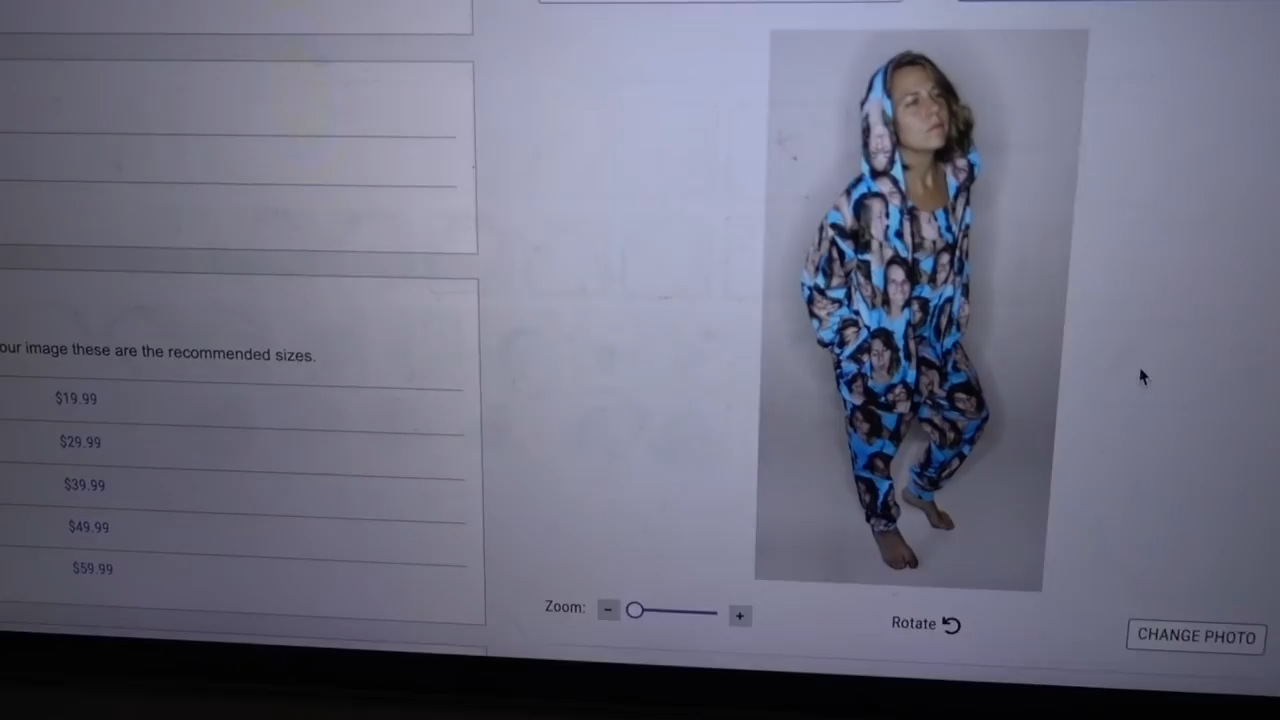 our image these are the recommended sizes.
$19.99
$29.99
$39.99
$49.99
$59.99
Zoom: - +
Rotate
CHANGE PHOTO